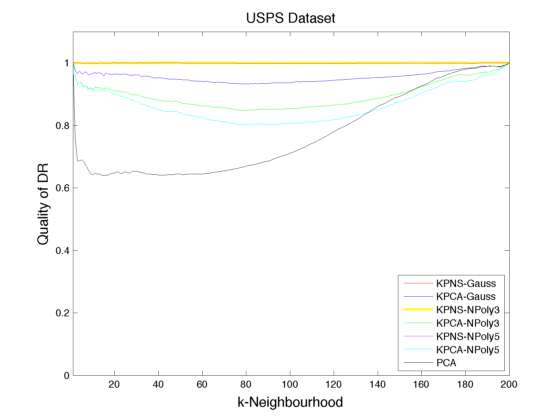 USPS Dataset
1
0.8
0.6
0.4
0.2
0
Quality of DR
20 40 60 80 100 120 140 160 180 200
k-Neighbourhood
KPNS-Gauss
KPCA-Gauss
KPNS-NPoly3
KPCA-NPoly3
KPNS-NPoly5
KPCA-NPoly5
PCA